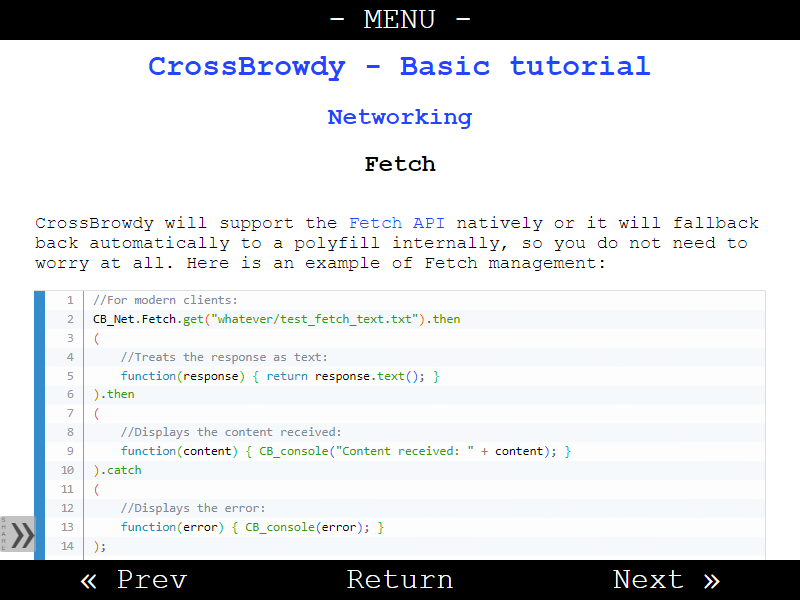 - MENU -
CrossBrowdy - Basic tutorial
Networking
Fetch
CrossBrowdy will support the Fetch API natively or it will fallback
back automatically to a polyfill internally, so you do not need to
worry at all. Here is an example of Fetch management:
1 //For modern clients:
2 CB_Net.Fetch.get("whatever/test_fetch_text.txt").then
3 (
4 //Treats the response as text:
5 function(response) { return response.text(); }
6 ).then
7 (
8 //Displays the content received:
9 function(content) { CB_console("Content received: " + content); }
10 ).catch
11 (
12 //Displays the error:
13 function(error) { CB_console(error); }
14 );
SHARE »
« Prev Return Next »